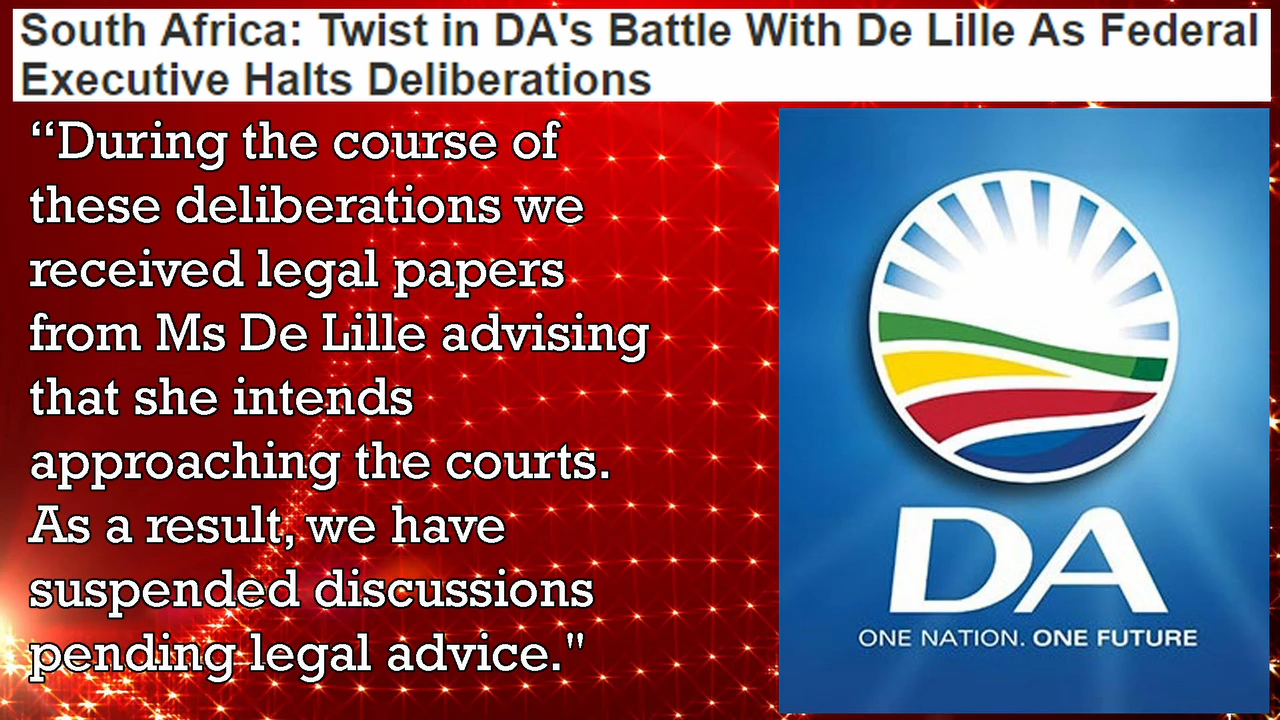 South Africa: Twist in DA's Battle With De Lille As Federal
Executive Halts Deliberations
“During the course of
these deliberations we
received legal papers
from Ms De Lille advising
that she intends
approaching the courts.
As a result, we have
suspended discussions
pending legal advice."
DA
ONE NATION. ONE FUTURE